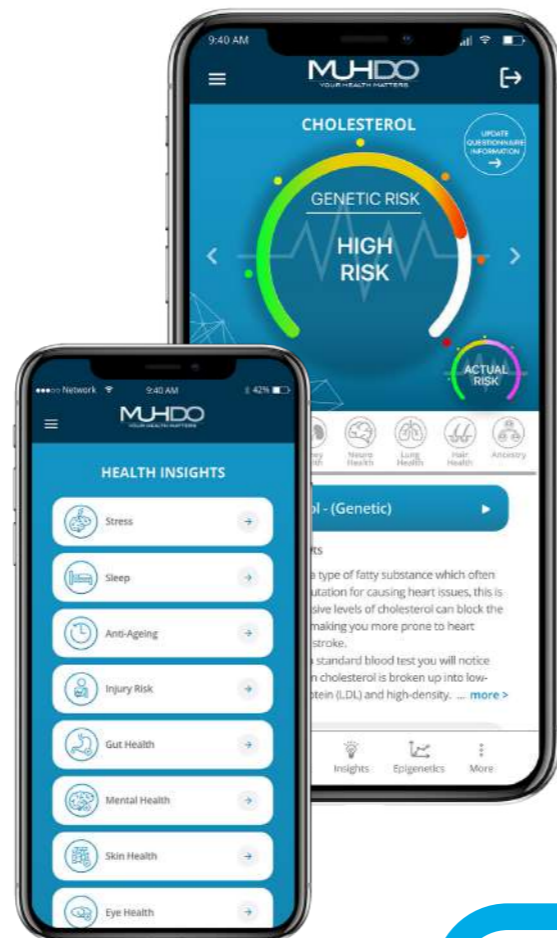 9:40 AM
MUHDO
YOUR HEALTH MATTERS
CHOLESTEROL
UPDATE
QUESTIONNAIRE
INFORMATION
GENETIC RISK
HIGH
RISK
ACTUAL
RISK
Neuro
Health
Lung
Health
Hair
Health
Ancestry
- (Genetic)
a type of fatty substance which often
for causing heart issues, this is
levels of cholesterol can block the
making you more prone to heart
stroke.
standard blood test you will notice
cholesterol is broken up into low-
(LDL) and high-density. ... more >
Insights
Epigenetics
More
Network
9:40 AM
42%
MUHDO
YOUR HEALTH MATTERS
HEALTH INSIGHTS
Stress
Sleep
Anti-Ageing
Injury Risk
Gut Health
Mental Health
Skin Health
Eye Health